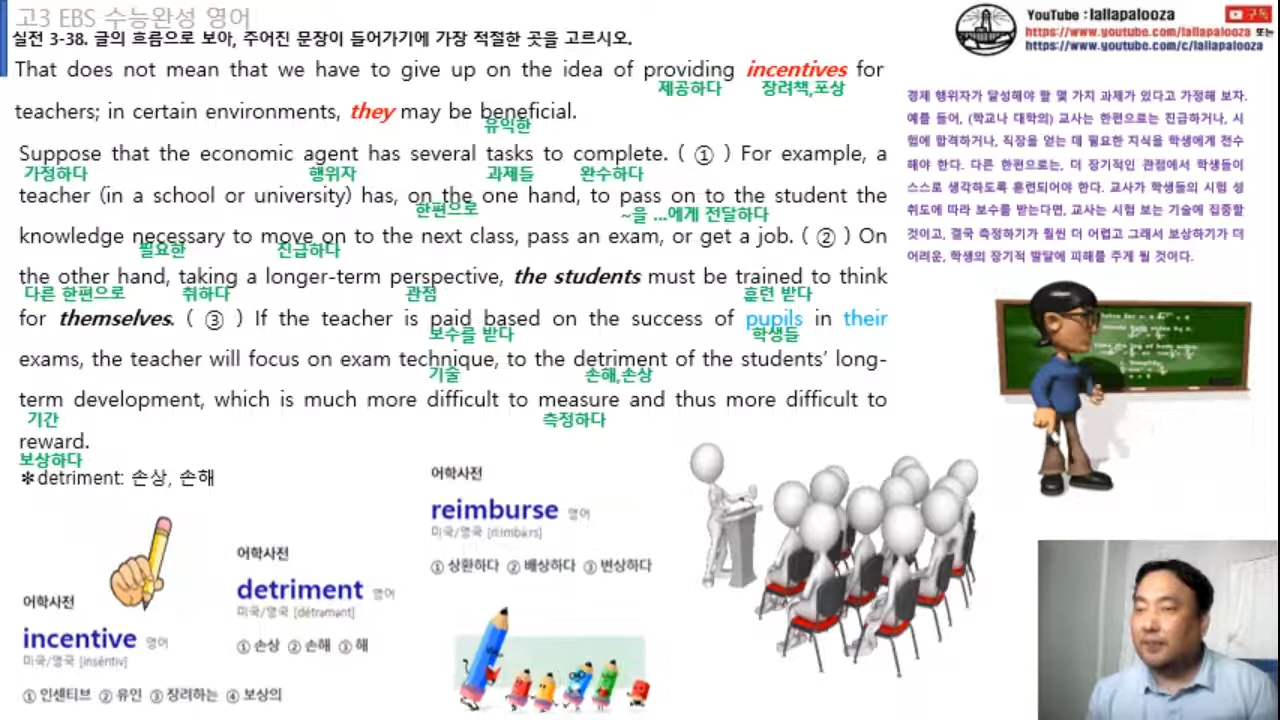 고3 EBS 수능완성 영어
실전 3-38. 글의 흐름으로 보아, 주어진 문장이 들어가기에 가장 적절한 곳을 고르시오.
That does not mean that we have to give up on the idea of providing incentives for
제공하다 장려책,포상
teachers; in certain environments, they may be beneficial.
유익한
Suppose that the economic agent has several tasks to complete. ( ① ) For example, a
가정하다 행위자 과제들 완수하다
teacher (in a school or university) has, on the one hand, to pass on to the student the
한편으로 ~을 ...에게 전달하다
knowledge necessary to move on to the next class, pass an exam, or get a job. ( ② ) On
필요한 진급하다
the other hand, taking a longer-term perspective, the students must be trained to think
다른 한편으로 취하다 관점 훈련 받다
for themselves. ( ③ ) If the teacher is paid based on the success of pupils in their
보수를 받다 학생들
exams, the teacher will focus on exam technique, to the detriment of the students' long-
기술 손해,손상
term development, which is much more difficult to measure and thus more difficult to
기간 측정하다
reward.
보상하다
*detriment: 손상, 손해
YouTube : lallapalooza 구독
https://www.youtube.com/lallapalooza 또는
https://www.youtube.com/c/lallapalooza
경제 행위자가 달성해야 할 몇 가지 과제가 있다고 가정해 보자.
예를 들어, (학교나 대학의) 교사는 한편으로는 진급하거나, 시
험에 합격하거나, 직장을 얻는 데 필요한 지식을 학생에게 전수
해야 한다. 다른 한편으로는, 더 장기적인 관점에서 학생들이
스스로 생각하도록 훈련되어야 한다. 교사가 학생들의 시험 성
취도에 따라 보수를 받는다면, 교사는 시험 보는 기술에 집중할
것이고, 결국 측정하기가 훨씬 더 어렵고 그래서 보상하기가 더
어려운, 학생의 장기적 발달에 피해를 주게 될 것이다.
어학사전
incentive 영어
미국/영국 [inséntiv]
① 인센티브 ② 유인 ③ 장려하는 ④ 보상의
어학사전
detriment 영어
미국/영국 [détrəmənt]
① 손상 ② 손해 ③ 해
어학사전
reimburse 영어
미국/영국 [rì:imbə́:rs]
① 상환하다 ② 배상하다 ③ 변상하다